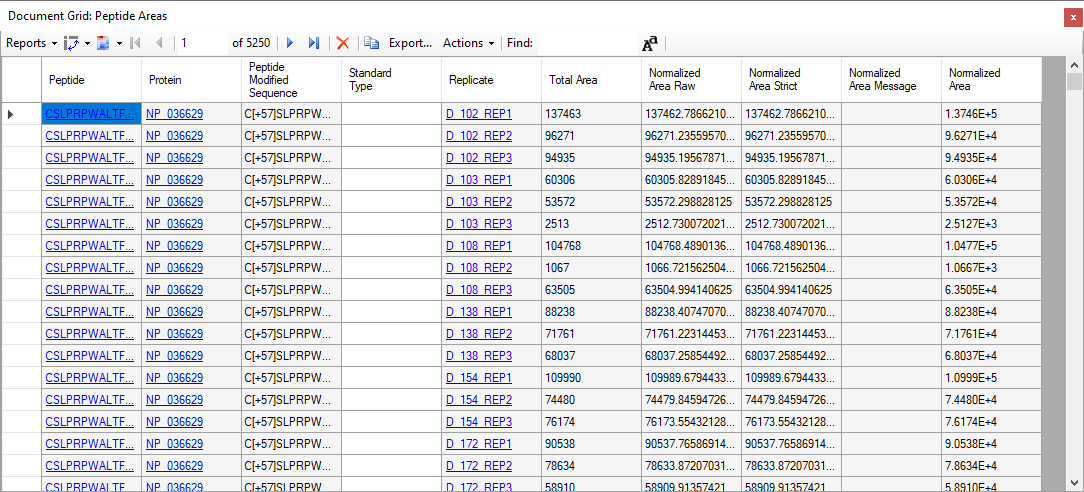 Document Grid: Peptide Areas
Reports 1 of 5250 Export... Actions Find:
Peptide Protein Peptide Modified Sequence Standard Type Replicate Total Area Normalized Area Raw Normalized Area Strict Normalized Area Message Normalized Area
CSLPRPWALTF... NP_036629 C[+57]SLPRPW... D_102_REP1 137463 137462.7866210... 137462.7866210... 1.3746E+5
CSLPRPWALTF... NP_036629 C[+57]SLPRPW... D_102_REP2 96271 96271.23559570... 96271.23559570... 9.6271E+4
CSLPRPWALTF... NP_036629 C[+57]SLPRPW... D_102_REP3 94935 94935.19567871... 94935.19567871... 9.4935E+4
CSLPRPWALTF... NP_036629 C[+57]SLPRPW... D_103_REP1 60306 60305.82891845... 60305.82891845... 6.0306E+4
CSLPRPWALTF... NP_036629 C[+57]SLPRPW... D_103_REP2 53572 53572.298828125 53572.298828125 5.3572E+4
CSLPRPWALTF... NP_036629 C[+57]SLPRPW... D_103_REP3 2513 2512.730072021... 2512.730072021... 2.5127E+3
CSLPRPWALTF... NP_036629 C[+57]SLPRPW... D_108_REP1 104768 104768.4890136... 104768.4890136... 1.0477E+5
CSLPRPWALTF... NP_036629 C[+57]SLPRPW... D_108_REP2 1067 1066.721562504... 1066.721562504... 1.0667E+3
CSLPRPWALTF... NP_036629 C[+57]SLPRPW... D_108_REP3 63505 63504.994140625 63504.994140625 6.3505E+4
CSLPRPWALTF... NP_036629 C[+57]SLPRPW... D_138_REP1 88238 88238.40747070... 88238.40747070... 8.8238E+4
CSLPRPWALTF... NP_036629 C[+57]SLPRPW... D_138_REP2 71761 71761.22314453... 71761.22314453... 7.1761E+4
CSLPRPWALTF... NP_036629 C[+57]SLPRPW... D_138_REP3 68037 68037.25854492... 68037.25854492... 6.8037E+4
CSLPRPWALTF... NP_036629 C[+57]SLPRPW... D_154_REP1 109990 109989.6794433... 109989.6794433... 1.0999E+5
CSLPRPWALTF... NP_036629 C[+57]SLPRPW... D_154_REP2 74480 74479.84594726... 74479.84594726... 7.4480E+4
CSLPRPWALTF... NP_036629 C[+57]SLPRPW... D_154_REP3 76174 76173.55432128... 76173.55432128... 7.6174E+4
CSLPRPWALTF... NP_036629 C[+57]SLPRPW... D_172_REP1 90538 90537.76586914... 90537.76586914... 9.0538E+4
CSLPRPWALTF... NP_036629 C[+57]SLPRPW... D_172_REP2 78634 78633.87207031... 78633.87207031... 7.8634E+4
CSLPRPWALTF... NP_036629 C[+57]SLPRPW... D_172_REP3 58910 58909.91357421... 58909.91357421... 5.8910E+4